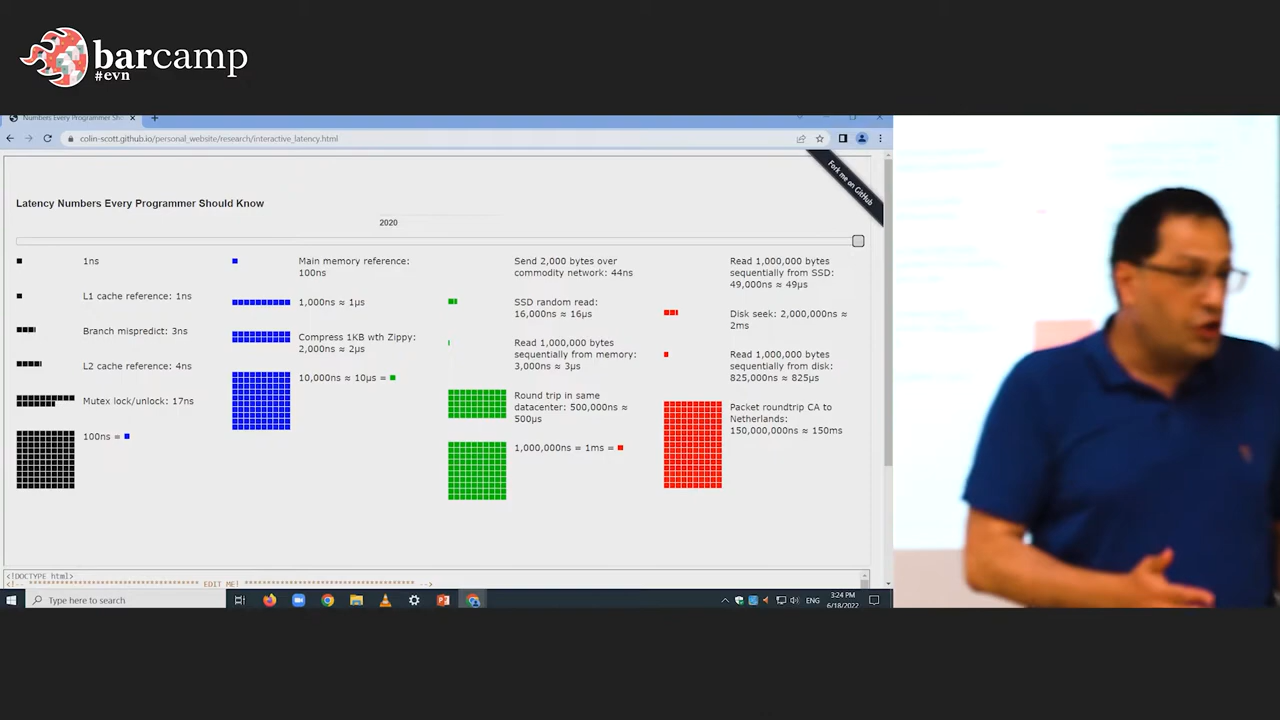 barcamp
#evn
Numbers Every Programmer Sh
colin-scott.github.io/personal_website/research/interactive_latency.html
Fork me on GitHub
Latency Numbers Every Programmer Should Know
2020
1ns
L1 cache reference: 1ns
Branch mispredict: 3ns
L2 cache reference: 4ns
Mutex lock/unlock: 17ns
100ns =
Main memory reference:
100ns
1,000ns ≈ 1µs
Compress 1KB wth Zippy:
2,000ns ≈ 2µs
10,000ns ≈ 10µs =
Send 2,000 bytes over
commodity network: 44ns
SSD random read:
16,000ns ≈ 16µs
Read 1,000,000 bytes
sequentially from memory:
3,000ns ≈ 3µs
Round trip in same
datacenter: 500,000ns ≈
500µs
1,000,000ns = 1ms =
Read 1,000,000 bytes
sequentially from SSD:
49,000ns ≈ 49µs
Disk seek: 2,000,000ns ≈
2ms
Read 1,000,000 bytes
sequentially from disk:
825,000ns ≈ 825µs
Packet roundtrip CA to
Netherlands:
150,000,000ns ≈ 150ms
<!DOCTYPE html>
<!-- ************************************ EDIT ME! ************************************ -->
Type here to search
ENG
3:24 PM
6/18/2022